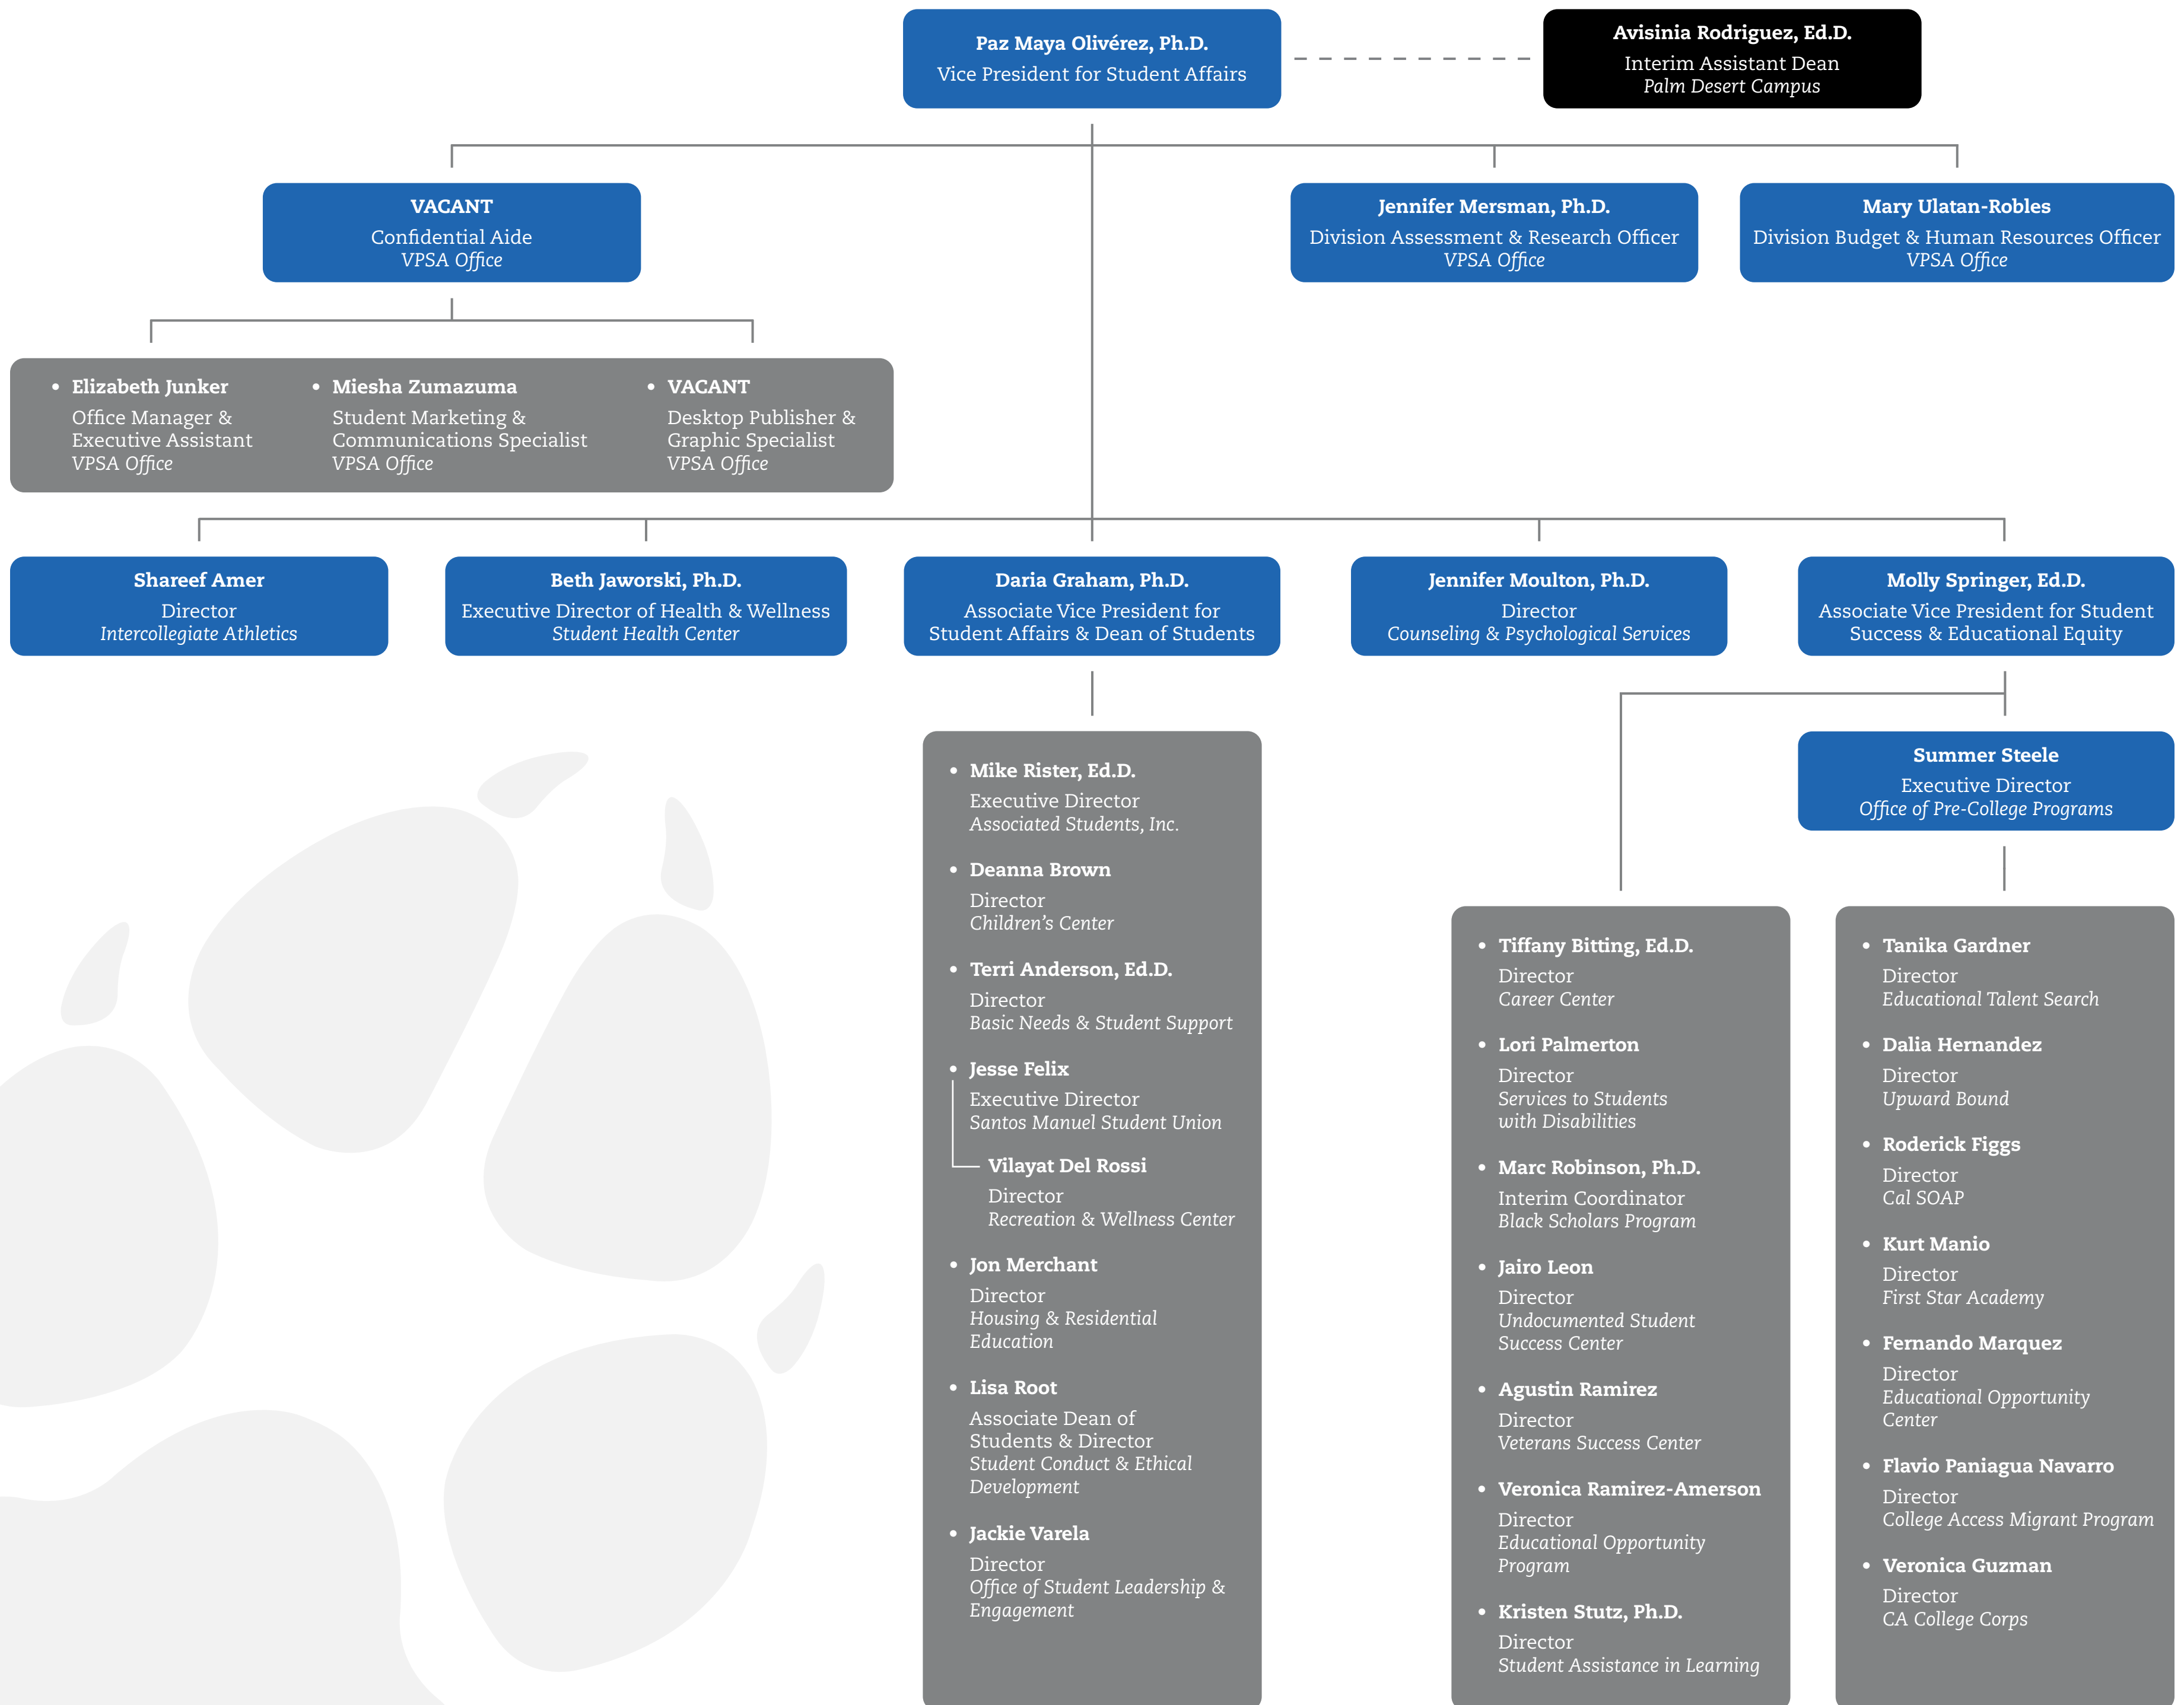 Paz Maya Olivérez, Ph.D.
Vice President for Student Affairs
Avisinia Rodriguez, Ed.D.
Interim Assistant Dean
Palm Desert Campus
VACANT
Confidential Aide
VPSA Office
Jennifer Mersman, Ph.D.
Division Assessment & Research Officer
VPSA Office
Mary Ulatan-Robles
Division Budget & Human Resources Officer
VPSA Office
• Elizabeth Junker
Office Manager &
Executive Assistant
VPSA Office
• Miesha Zumazuma
Student Marketing &
Communications Specialist
VPSA Office
• VACANT
Desktop Publisher &
Graphic Specialist
VPSA Office
Shareef Amer
Director
Intercollegiate Athletics
Beth Jaworski, Ph.D.
Executive Director of Health & Wellness
Student Health Center
Daria Graham, Ph.D.
Associate Vice President for
Student Affairs & Dean of Students
Jennifer Moulton, Ph.D.
Director
Counseling & Psychological Services
Molly Springer, Ed.D.
Associate Vice President for Student
Success & Educational Equity
• Mike Rister, Ed.D.
Executive Director
Associated Students, Inc.
• Deanna Brown
Director
Children’s Center
• Terri Anderson, Ed.D.
Director
Basic Needs & Student Support
• Jesse Felix
Executive Director
Santos Manuel Student Union
Vilayat Del Rossi
Director
Recreation & Wellness Center
• Jon Merchant
Director
Housing & Residential
Education
• Lisa Root
Associate Dean of
Students & Director
Student Conduct & Ethical
Development
• Jackie Varela
Director
Office of Student Leadership &
Engagement
Summer Steele
Executive Director
Office of Pre-College Programs
• Tiffany Bitting, Ed.D.
Director
Career Center
• Lori Palmerton
Director
Services to Students
with Disabilities
• Marc Robinson, Ph.D.
Interim Coordinator
Black Scholars Program
• Jairo Leon
Director
Undocumented Student
Success Center
• Agustin Ramirez
Director
Veterans Success Center
• Veronica Ramirez-Amerson
Director
Educational Opportunity
Program
• Kristen Stutz, Ph.D.
Director
Student Assistance in Learning
• Tanika Gardner
Director
Educational Talent Search
• Dalia Hernandez
Director
Upward Bound
• Roderick Figgs
Director
Cal SOAP
• Kurt Manio
Director
First Star Academy
• Fernando Marquez
Director
Educational Opportunity
Center
• Flavio Paniagua Navarro
Director
College Access Migrant Program
• Veronica Guzman
Director
CA College Corps